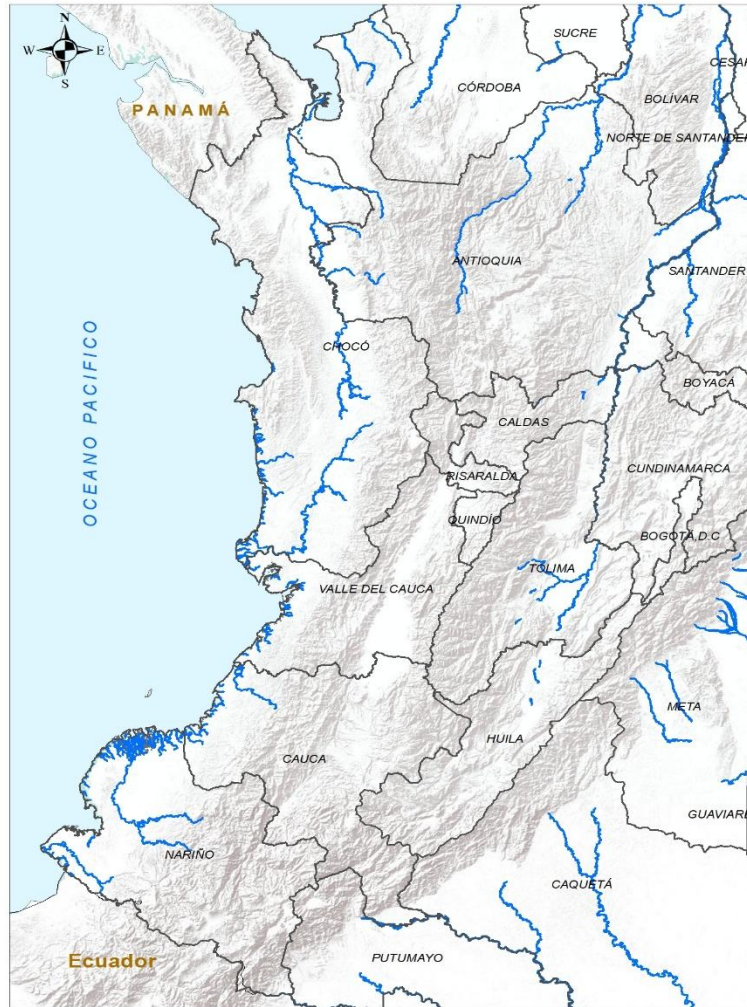 N
W E
S
SUCRE
CESAR
CÓRDOBA
BOLÍVAR
PANAMÁ
NORTE DE SANTANDER
ANTIOQUIA
SANTANDER
OCEANO PACIFICO
CHOCÓ
BOYACÁ
CALDAS
CUNDINAMARCA
RISARALDA
QUINDÍO
BOGOTÁ,D.C
TOLIMA
VALLE DEL CAUCA
META
HUILA
CAUCA
GUAVIARE
NARIÑO
CAQUETÁ
Ecuador
PUTUMAYO